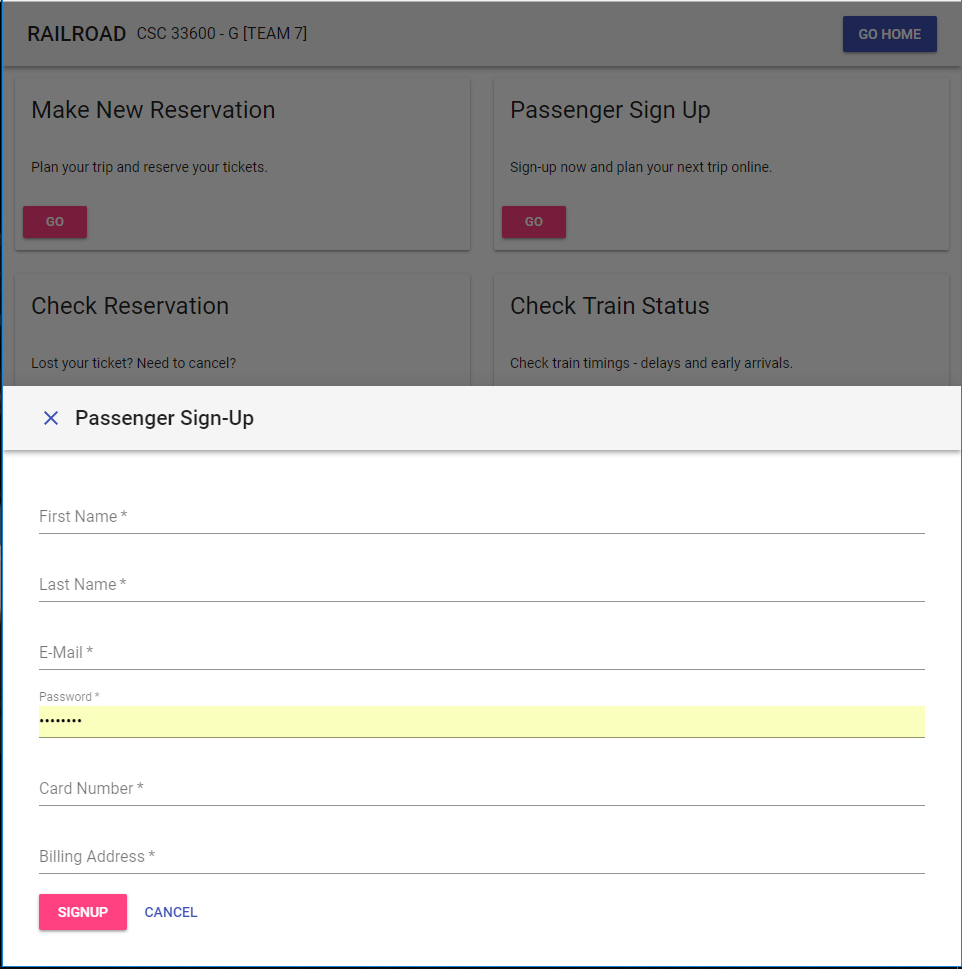 RAILROAD CSC 33600 - G [TEAM 7] GO HOME
Make New Reservation
Plan your trip and reserve your tickets.
GO
Passenger Sign Up
Sign-up now and plan your next trip online.
GO
Check Reservation
Lost your ticket? Need to cancel?
Check Train Status
Check train timings - delays and early arrivals.
Passenger Sign-Up
First Name *
Last Name *
E-Mail *
Password *
••••••••
Card Number *
Billing Address *
SIGNUP CANCEL